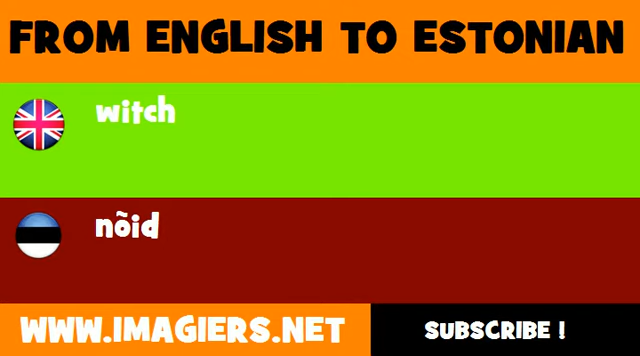 FROM ENGLISH TO ESTONIAN
witch
nõid
WWW.IMAGIERS.NET
SUBSCRIBE !